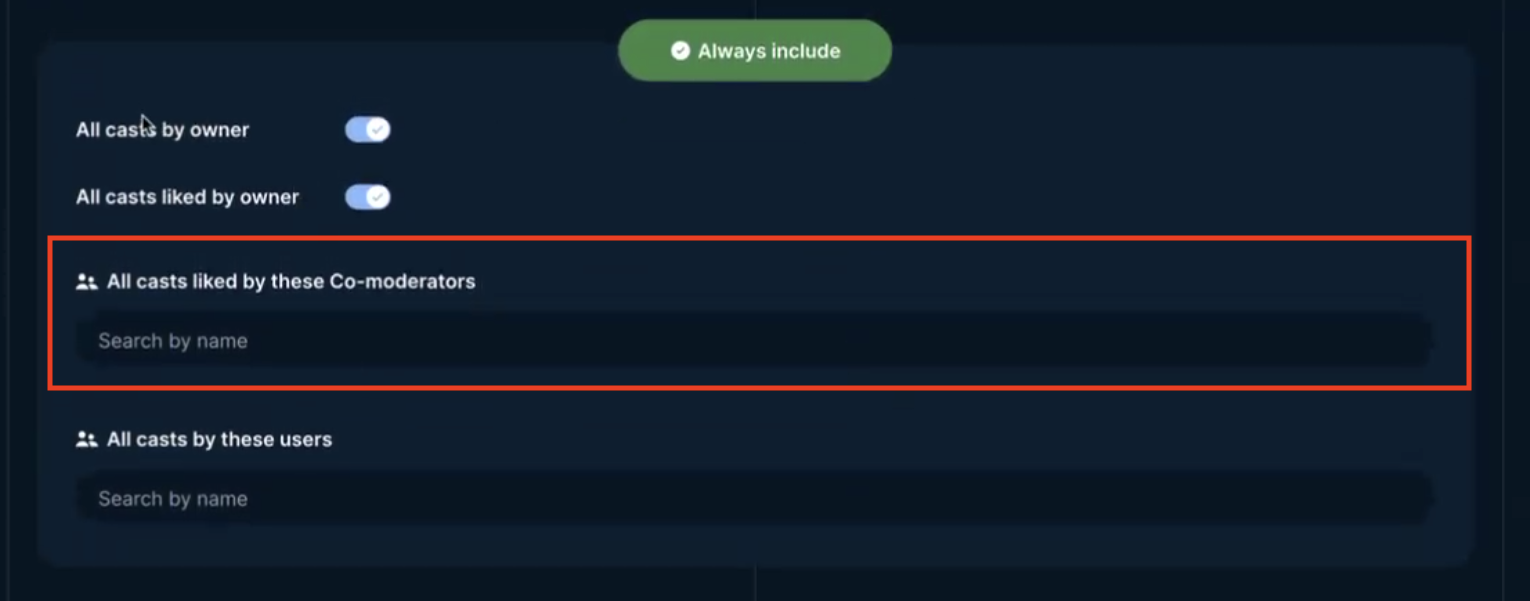 Always include
All casts by owner
All casts liked by owner
All casts liked by these Co-moderators
Search by name
All casts by these users
Search by name